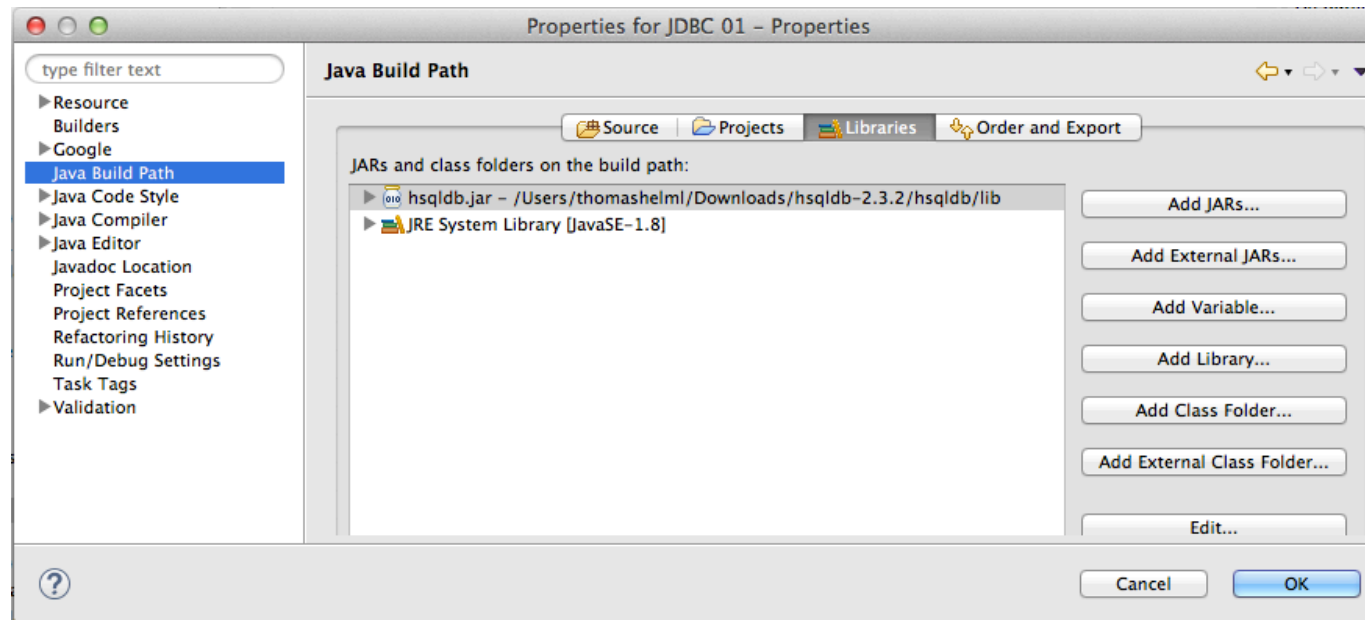 Properties for JDBC 01 – Properties
type filter text
Resource
Builders
Google
Java Build Path
Java Code Style
Java Compiler
Java Editor
Javadoc Location
Project Facets
Project References
Refactoring History
Run/Debug Settings
Task Tags
Validation
Java Build Path
Source Projects Libraries Order and Export
JARs and class folders on the build path:
hsqldb.jar – /Users/thomashelml/Downloads/hsqldb-2.3.2/hsqldb/lib
JRE System Library [JavaSE-1.8]
Add JARs...
Add External JARs...
Add Variable...
Add Library...
Add Class Folder...
Add External Class Folder...
Edit...
?
Cancel OK